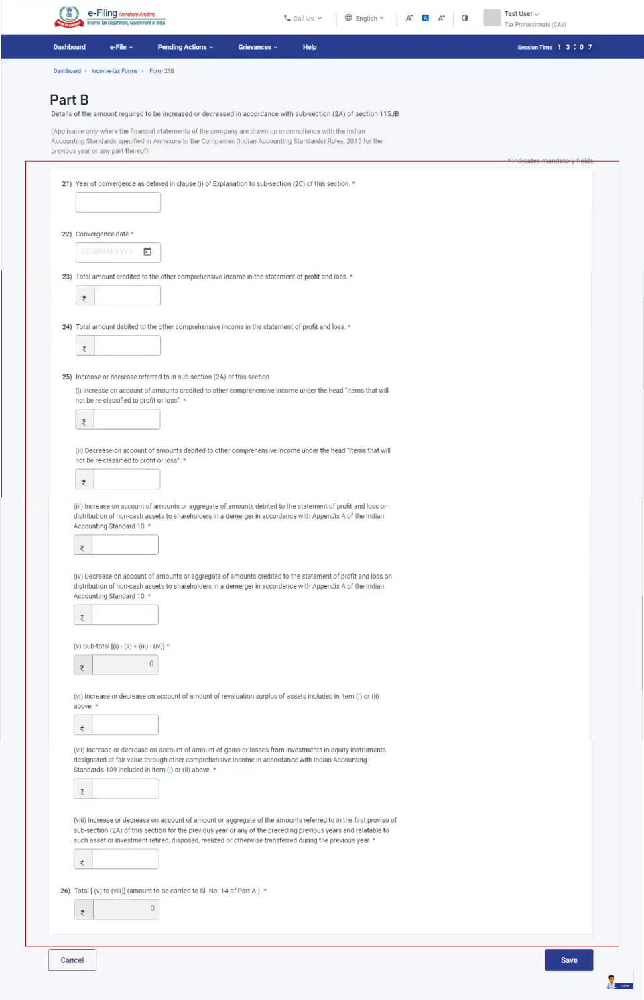 e-Filing Anywhere Anytime
Income Tax Department, Government of India
Call Us
English
A-
A
A+
Test User
Tax Professionals (CAs)
Dashboard
e-File
Pending Actions
Grievances
Help
Session Time 1 3 : 0 7
Dashboard > Income-tax Forms > Form 29B
Part B
Details of the amount required to be increased or decreased in accordance with sub-section (2A) of section 115JB
(Applicable only where the financial statements of the company are drawn up in compliance with the Indian
Accounting Standards specified in Annexure to the Companies (Indian Accounting Standards) Rules, 2015 for the
previous year or any part thereof)
* Indicates mandatory fields
21) Year of convergence as defined in clause (i) of Explanation to sub-section (2C) of this section. *
22) Convergence date *
DD-MMM-YYYY
23) Total amount credited to the other comprehensive income in the statement of profit and loss. *
₹
24) Total amount debited to the other comprehensive income in the statement of profit and loss. *
₹
25) Increase or decrease referred to in sub-section (2A) of this section
(i) Increase on account of amounts credited to other comprehensive income under the head "Items that will
not be re-classified to profit or loss". *
₹
(ii) Decrease on account of amounts debited to other comprehensive income under the head "Items that will
not be re-classified to profit or loss". *
₹
(iii) Increase on account of amounts or aggregate of amounts debited to the statement of profit and loss on
distribution of non-cash assets to shareholders in a demerger in accordance with Appendix A of the Indian
Accounting Standard 10. *
₹
(iv) Decrease on account of amounts or aggregate of amounts credited to the statement of profit and loss on
distribution of non-cash assets to shareholders in a demerger in accordance with Appendix A of the Indian
Accounting Standard 10. *
₹
(v) Sub-total [(i) - (ii) + (iii) - (iv)] *
₹ 0
(vi) Increase or decrease on account of amount of revaluation surplus of assets included in item (i) or (ii)
above. *
₹
(vii) Increase or decrease on account of amount of gains or losses from investments in equity instruments
designated at fair value through other comprehensive income in accordance with Indian Accounting
Standards 109 included in item (i) or (ii) above. *
₹
(viii) Increase or decrease on account of amount or aggregate of the amounts referred to in the first proviso of
sub-section (2A) of this section for the previous year or any of the preceding previous years and relatable to
such asset or investment retired, disposed, realized or otherwise transferred during the previous year. *
₹
26) Total [ (v) to (viii)] (amount to be carried to Sl. No. 14 of Part A.). *
₹ 0
Cancel
Save